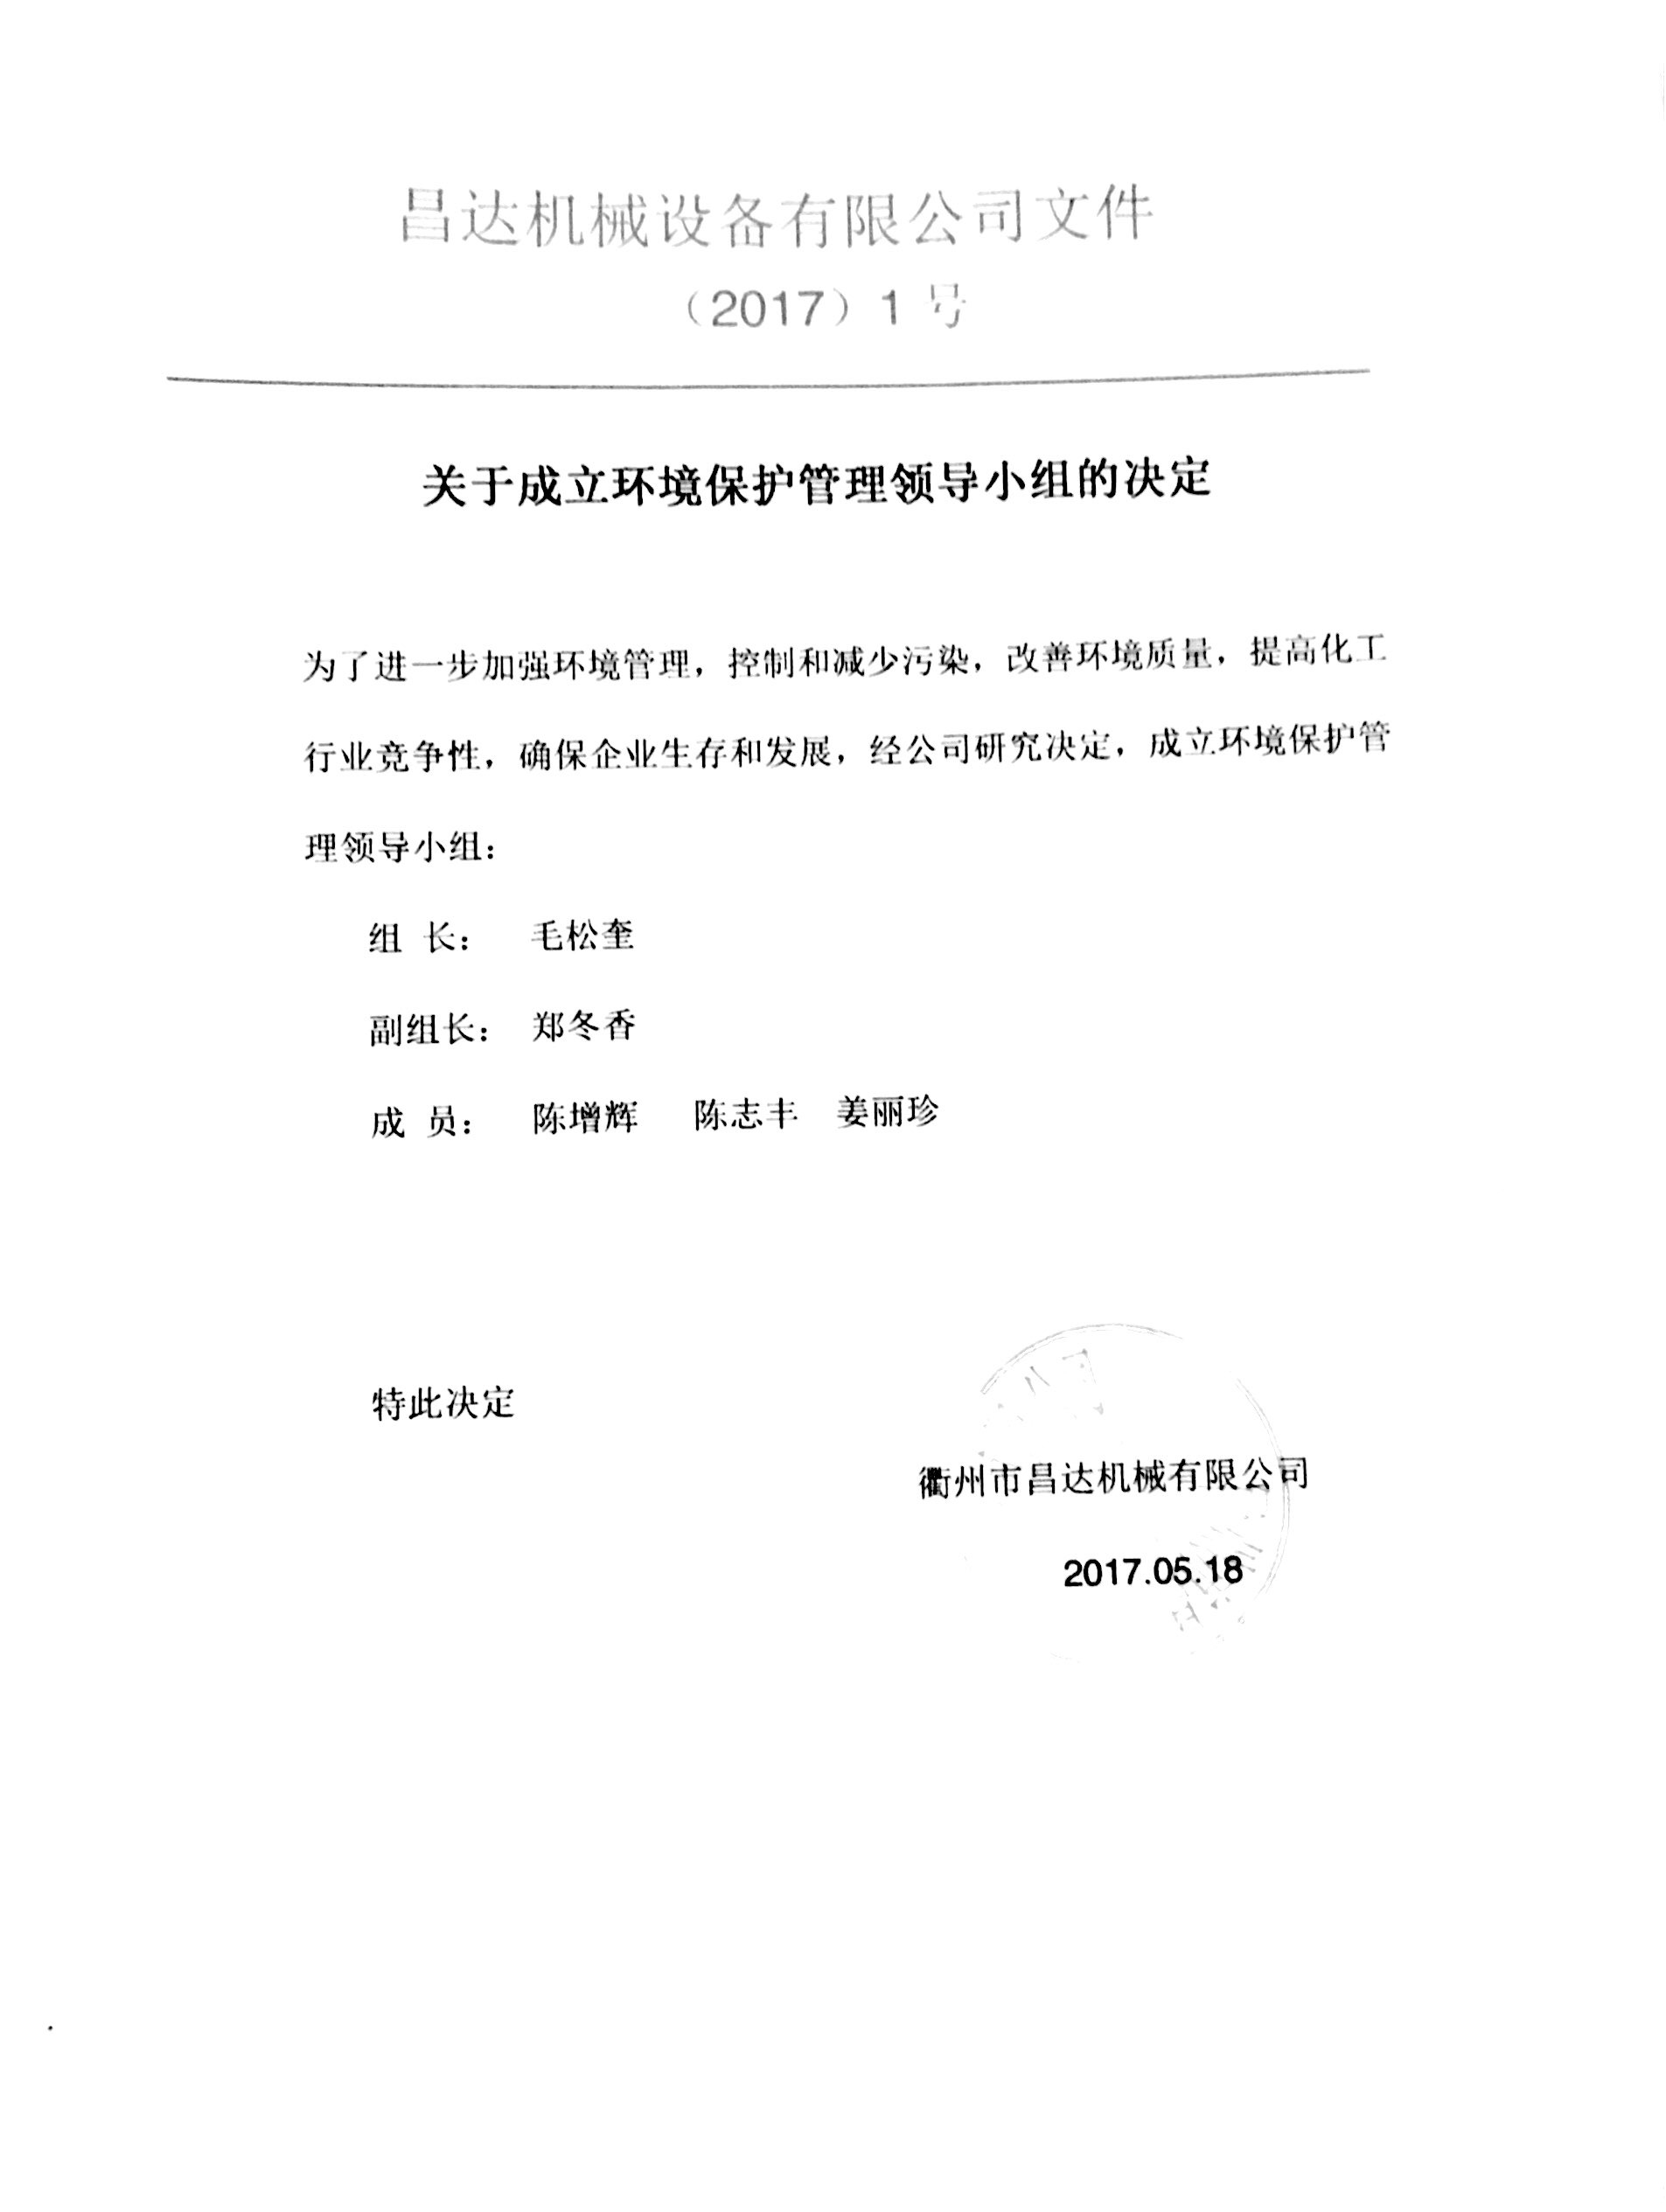 昌达机械设备有限公司文件
（2017）1号
关于成立环境保护管理领导小组的决定
为了进一步加强环境管理，控制和减少污染，改善环境质量，提高化工
行业竞争性，确保企业生存和发展，经公司研究决定，成立环境保护管
理领导小组：
组 长： 毛松奎
副组长： 郑冬香
成 员： 陈增辉 陈志丰 姜丽珍
特此决定
衢州市昌达机械有限公司
2017.05.18